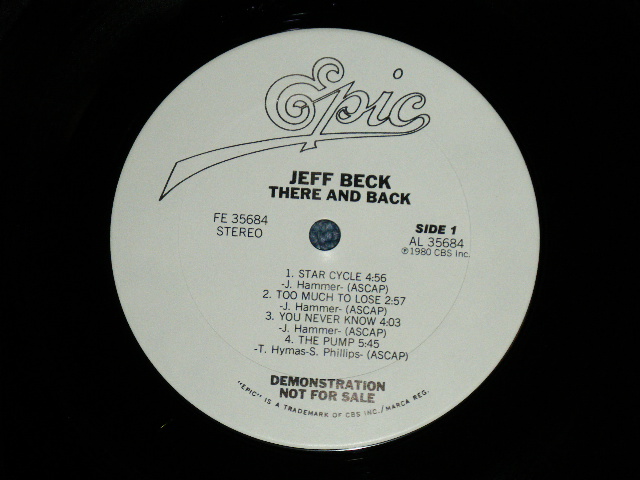 Epic
JEFF BECK
THERE AND BACK
FE 35684
STEREO
SIDE 1
AL 35684
℗1980 CBS Inc.
1. STAR CYCLE 4:56
-J. Hammer- (ASCAP)
2. TOO MUCH TO LOSE 2:57
-J. Hammer- (ASCAP)
3. YOU NEVER KNOW 4:03
-J. Hammer- (ASCAP)
4. THE PUMP 5:45
-T. Hymas-S. Phillips- (ASCAP)
DEMONSTRATION
NOT FOR SALE
"EPIC" IS A TRADEMARK OF CBS INC./MARCA REG.